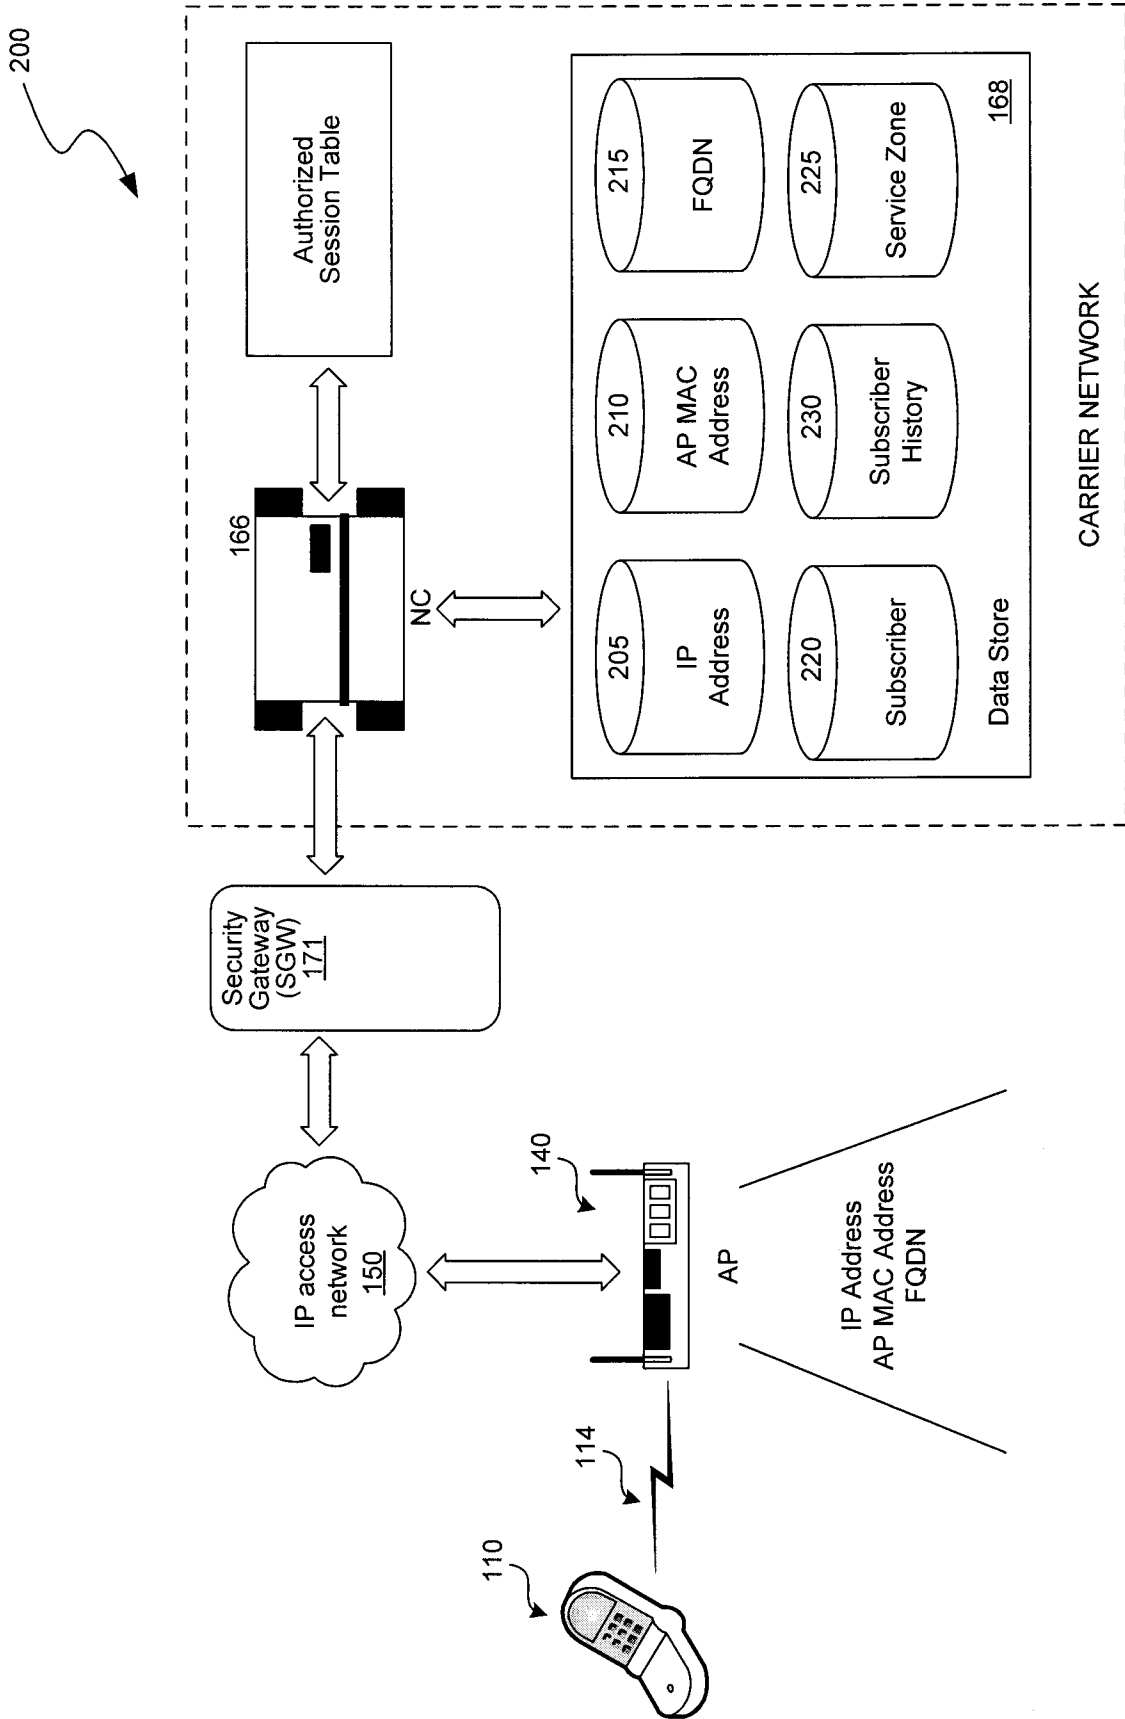 200
110
114
140
AP
IP Address
AP MAC Address
FQDN
IP access
network
150
Security
Gateway
(SGW)
171
166
NC
Authorized
Session Table
205
IP
Address
210
AP MAC
Address
215
FQDN
220
Subscriber
230
Subscriber
History
225
Service Zone
Data Store
168
CARRIER NETWORK